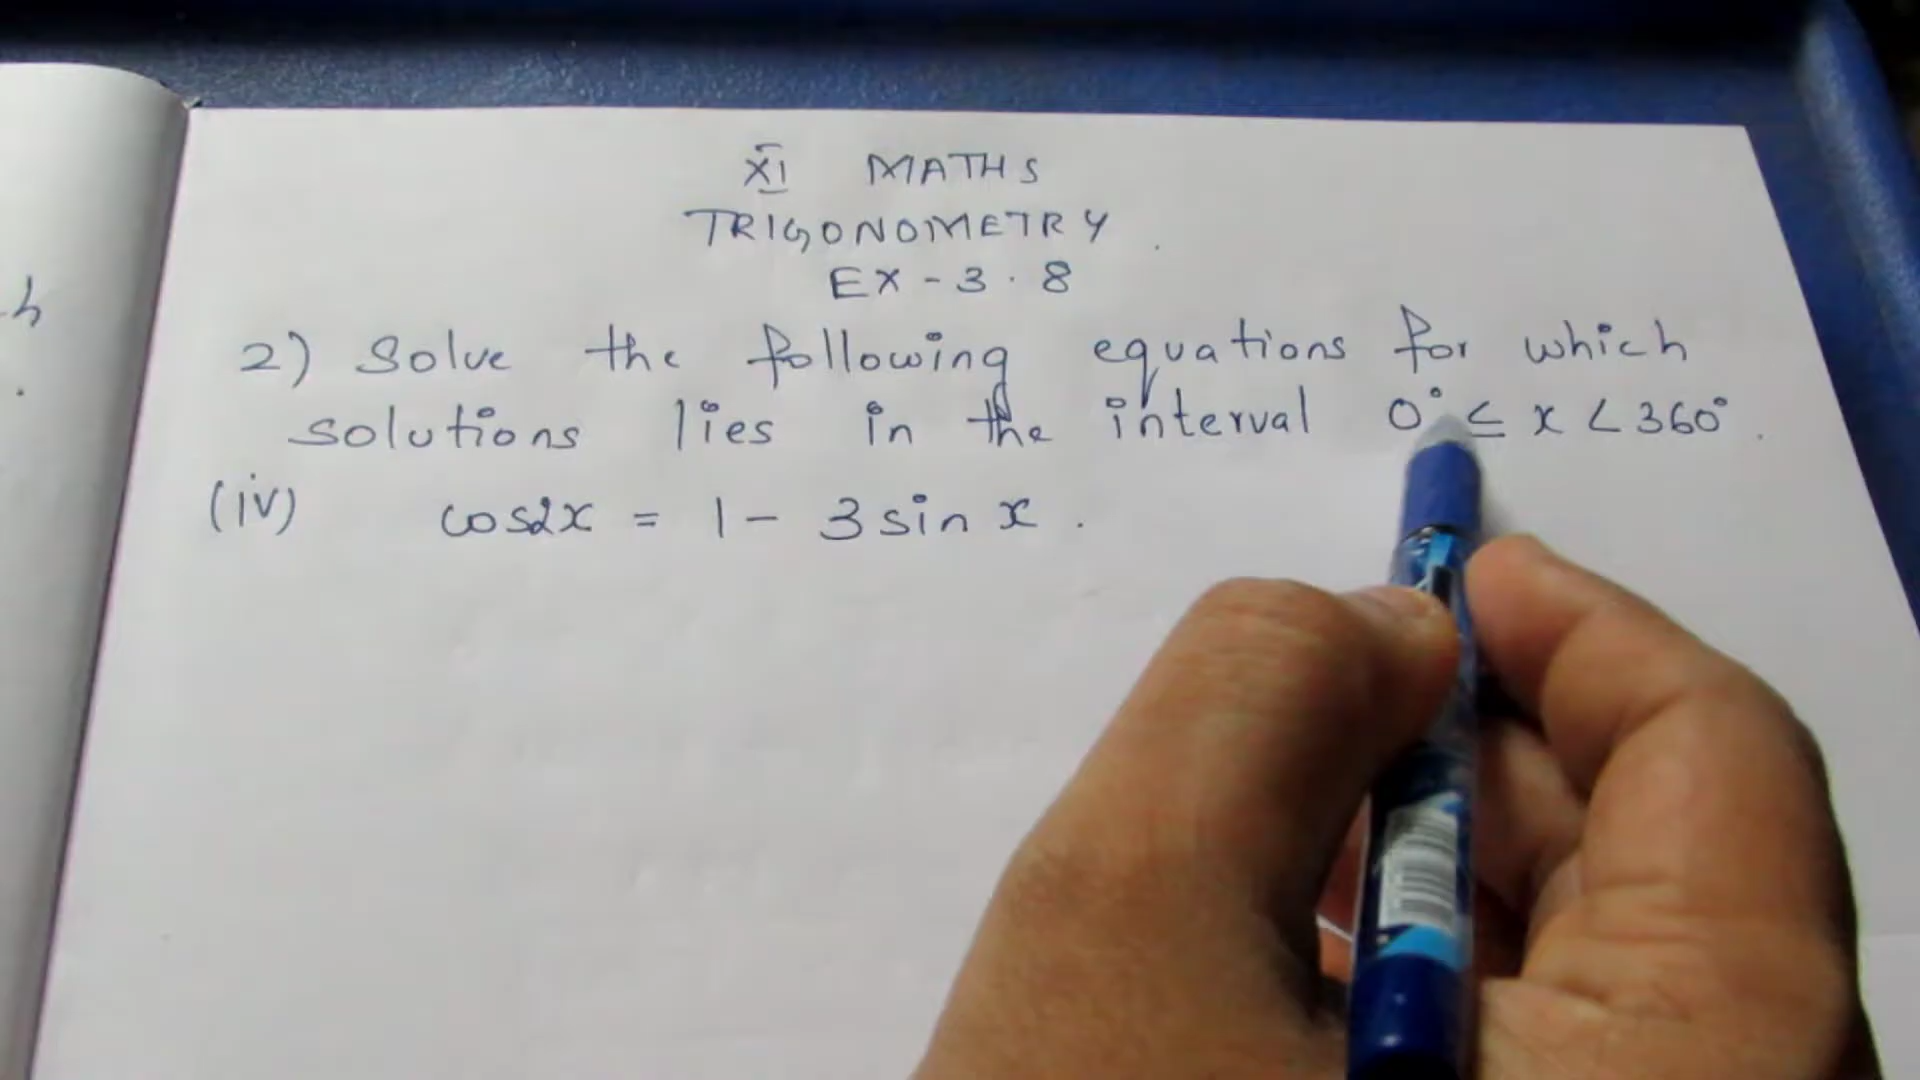 XI MATHS
TRIGONOMETRY
EX - 3.8
2) Solve the following equations for which
solutions lies in the interval 0° ≤ x < 360°.
(iv) cos2x = 1 - 3 sin x.